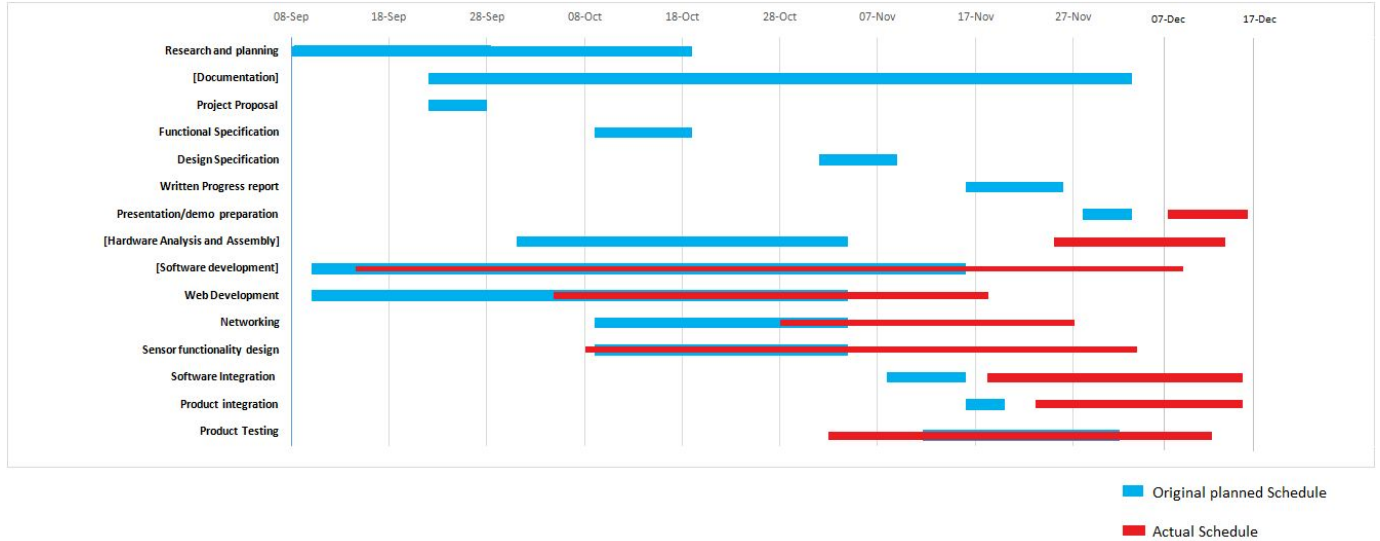 08-Sep 18-Sep 28-Sep 08-Oct 18-Oct 28-Oct 07-Nov 17-Nov 27-Nov 07-Dec 17-Dec
Research and planning
[Documentation]
Project Proposal
Functional Specification
Design Specification
Written Progress report
Presentation/demo preparation
[Hardware Analysis and Assembly]
[Software development]
Web Development
Networking
Sensor functionality design
Software Integration
Product integration
Product Testing
Original planned Schedule
Actual Schedule